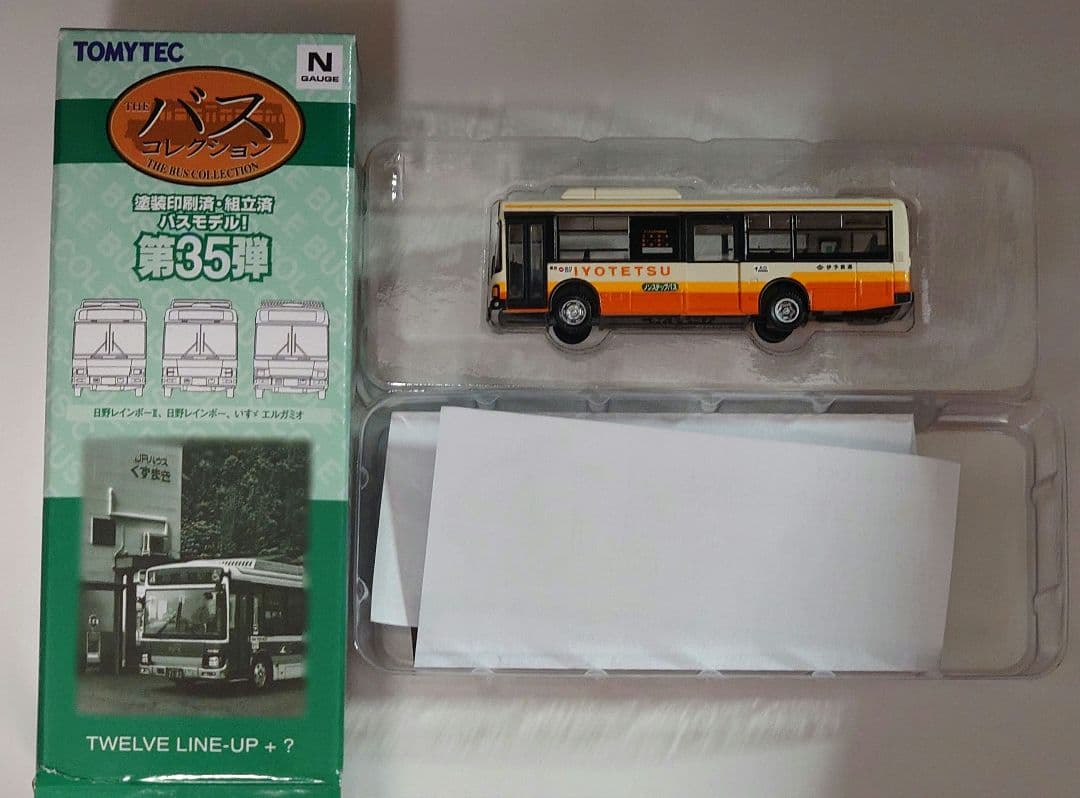 TOMYTEC
N
GAUGE
THE
バス
コレクション
THE BUS COLLECTION
塗装印刷済・組立済
バスモデル!
第35弾
日野レインボーⅡ、日野レインボー、いすゞ エルガミオ
JRバス
くずまき
TWELVE LINE-UP + ?
IYOTETSU
ノンステップバス
伊予鉄道